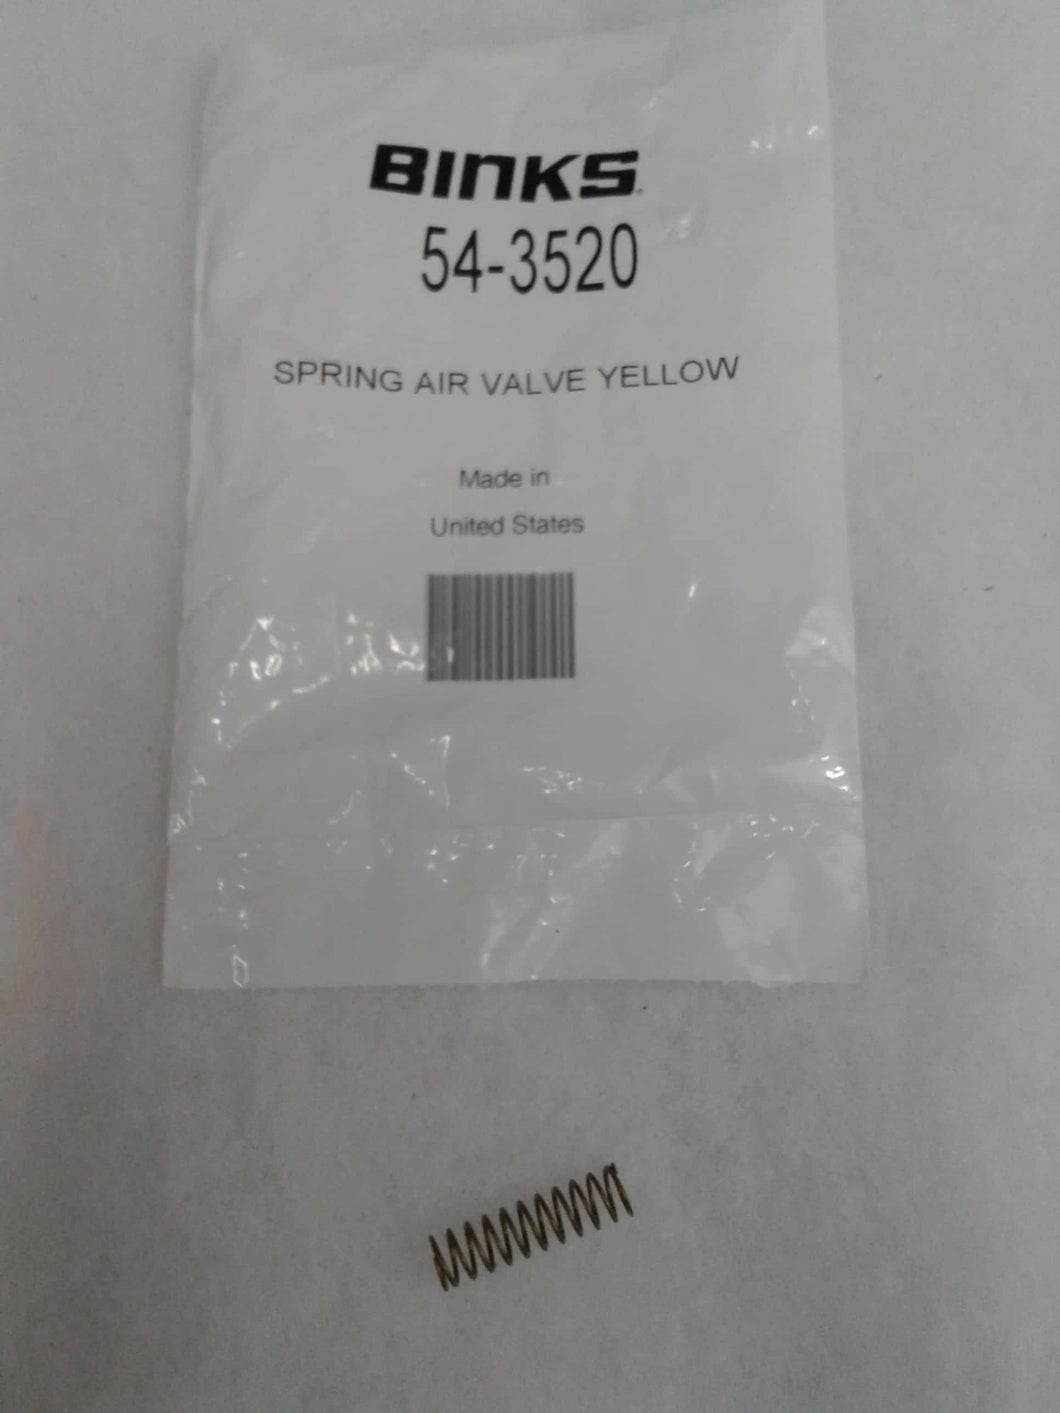 BINKS
54-3520
SPRING AIR VALVE YELLOW
Made in
United States